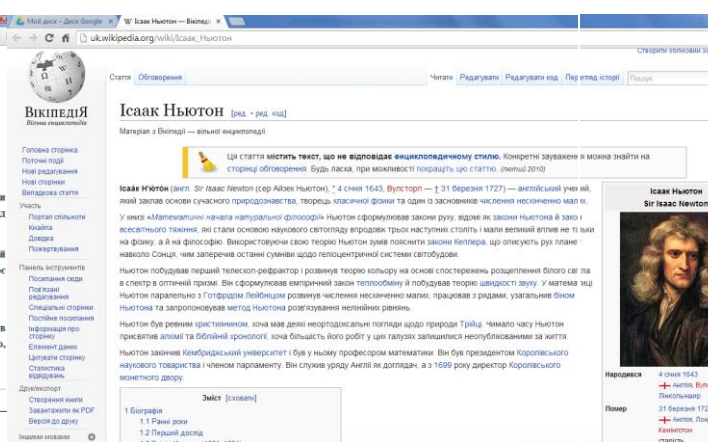 Мой диск – Диск Google
Ісаак Ньютон — Вікіпеді
uk.wikipedia.org/wiki/Ісаак_Ньютон
Створити обліковий за
Стаття Обговорення Читати Редагувати Редагувати код Перегляд історії Пошук
ВІКІПЕДІЯ
Вільна енциклопедія
Ісаак Ньютон [ред. • ред. код]
Матеріал з Вікіпедії — вільної енциклопедії.
Ця стаття містить текст, що не відповідає енциклопедичному стилю. Конкретні зауваження можна знайти на
сторінці обговорення. Будь ласка, при можливості покращіть цю статтю. (лютий 2010)
Головна сторінка
Поточні події
Нові редагування
Нові сторінки
Випадкова стаття
Участь
Портал спільноти
Кнайпа
Довідка
Пожертвування
Панель інструментів
Посилання сюди
Пов'язані
редагування
Спеціальні сторінки
Постійне посилання
Інформація про
сторінку
Елемент даних
Цитувати сторінку
Статистика
відвідувань
Друк/експорт
Створення книги
Завантажити як PDF
Версія до друку
Іншими мовами
Ісаа́к Нью́тон (англ. Sir Isaac Newton (сер Айзек Ньютон), * 4 січня 1643, Вулсторп — † 31 березня 1727) — англійський учений,
який заклав основи сучасного природознавства, творець класичної фізики та один із засновників числення нескінченно малих.
У книзі «Математичні начала натуральної філософії» Ньютон сформулював закони руху, відомі як закони Ньютона й закон
всесвітнього тяжіння, які стали основою наукового світогляду впродовж трьох наступних століть і мали великий вплив не тільки
на фізику, а й на філософію. Використовуючи свою теорію Ньютон зумів пояснити закони Кеплера, що описують рух планет
навколо Сонця, чим заперечив останні сумніви щодо геліоцентричної системи світобудови.
Ньютон побудував перший телескоп-рефрактор і розвинув теорію кольору на основі спостережень розщеплення білого світла
в спектр в оптичній призмі. Він сформулював емпіричний закон теплообміну й побудував теорію швидкості звуку. У математиці
Ньютон паралельно з Готфрідом Лейбніцом розвинув числення нескінченно малих, працював з рядами, узагальнив біном
Ньютона та запропонував метод Ньютона розв'язування нелінійних рівнянь.
Ньютон був ревним християнином, хоча мав деякі неортодоксальні погляди щодо природи Трійці. Чимало часу Ньютон
присвятив алхімії та біблійній хронології, хоча більшість його робіт у цих галузях залишилися неопублікованими за життя.
Ньютон закінчив Кембриджський університет і був у ньому професором математики. Він був президентом Королівського
наукового товариства і членом парламенту. Він служив уряду Англії як доглядач, а з 1699 року директор Королівського
монетного двору.
Зміст [сховати]
1 Біографія
1.1 Ранні роки
1.2 Перший дослід
Ісаак Ньютон
Sir Isaac Newton
Народився 4 січня 1643
Англія, Вул
Лінкольншир
Помер 31 березня 172
Англія, Лон
Кенсінгтон
старість